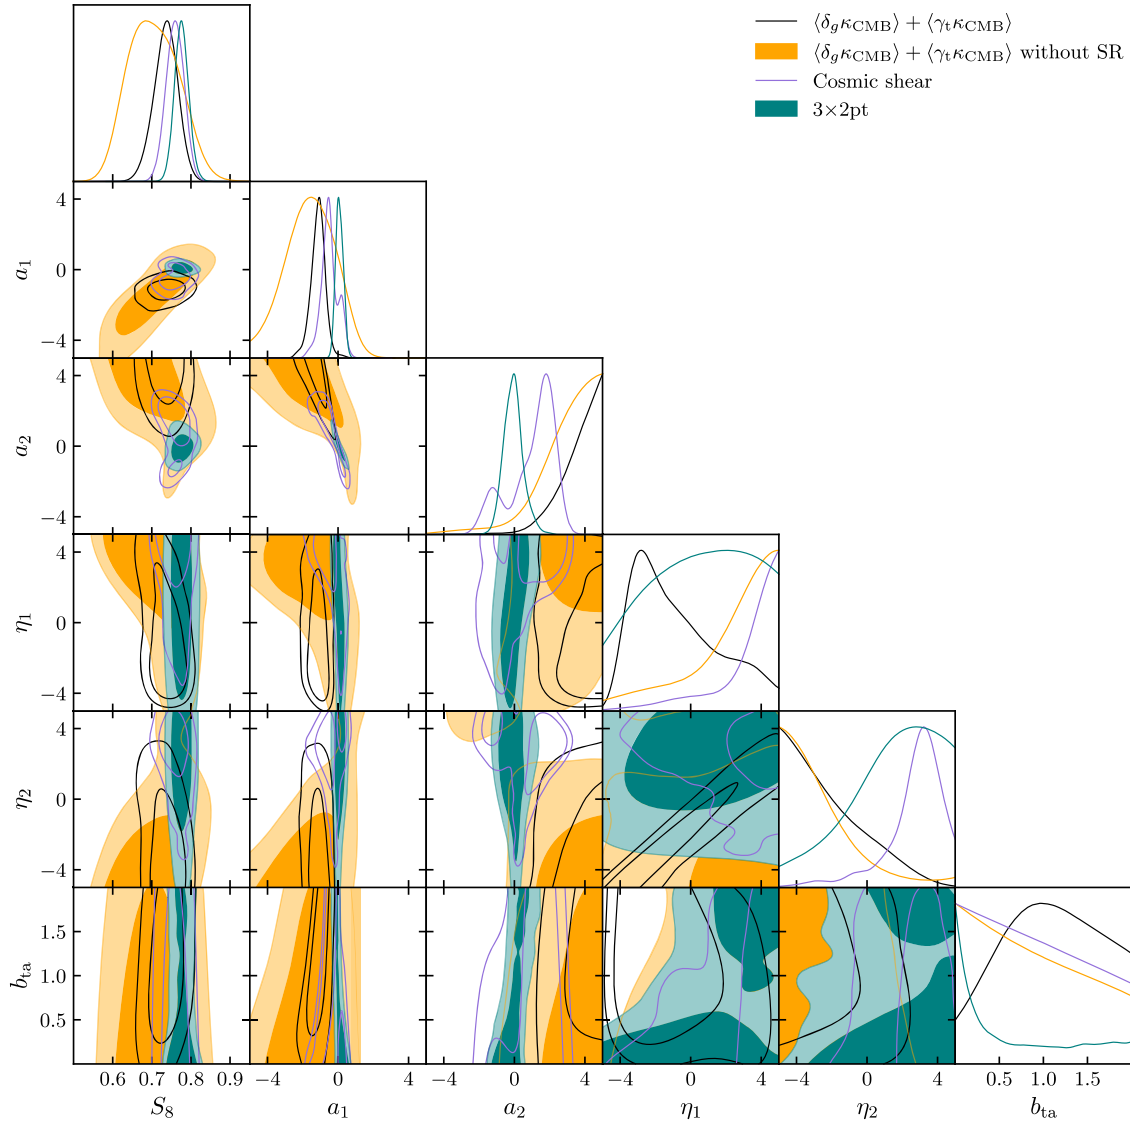 ⟨δ_g κ_CMB⟩ + ⟨γ_t κ_CMB⟩
⟨δ_g κ_CMB⟩ + ⟨γ_t κ_CMB⟩ without SR
Cosmic shear
3×2pt
4
0
−4
a_1
4
0
−4
a_2
4
0
−4
η_1
4
0
−4
η_2
1.5
1.0
0.5
b_ta
0.6 0.7 0.8 0.9 −4 0 4 −4 0 4 −4 0 4 −4 0 4 0.5 1.0 1.5
S_8 a_1 a_2 η_1 η_2 b_ta